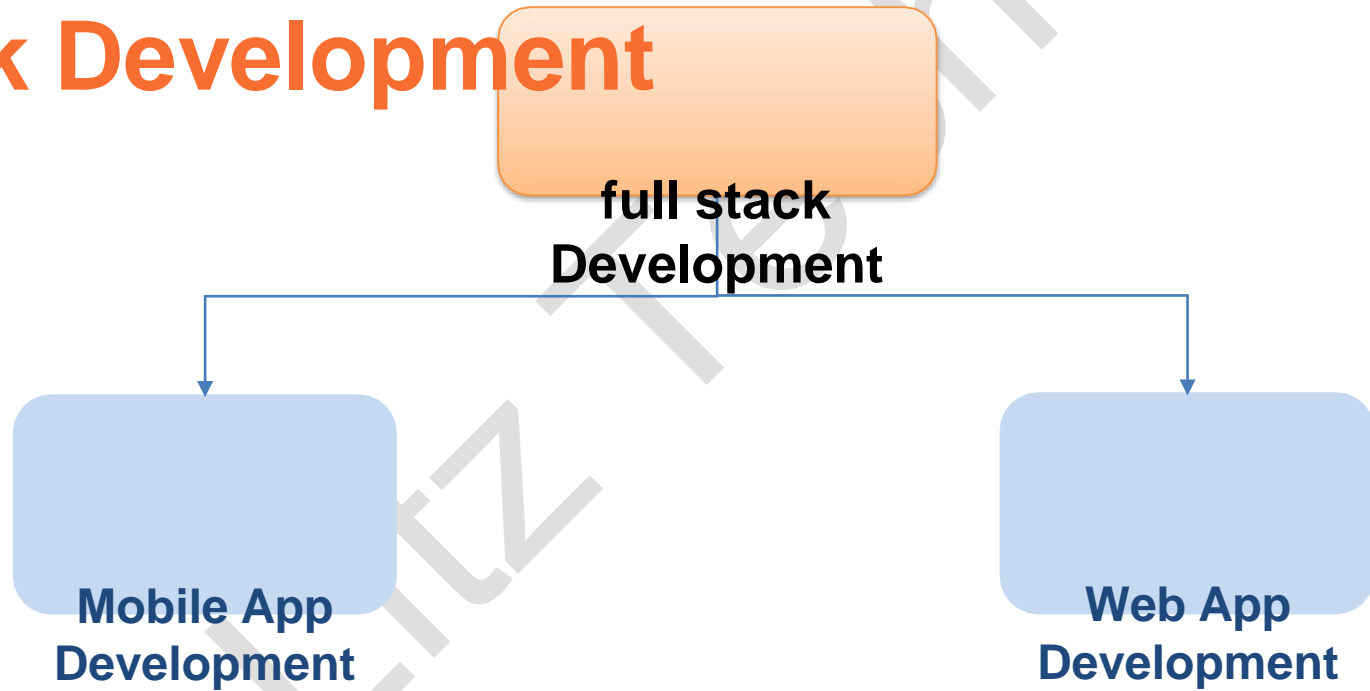 k Development
full stack
Development
Mobile App
Development
Web App
Development